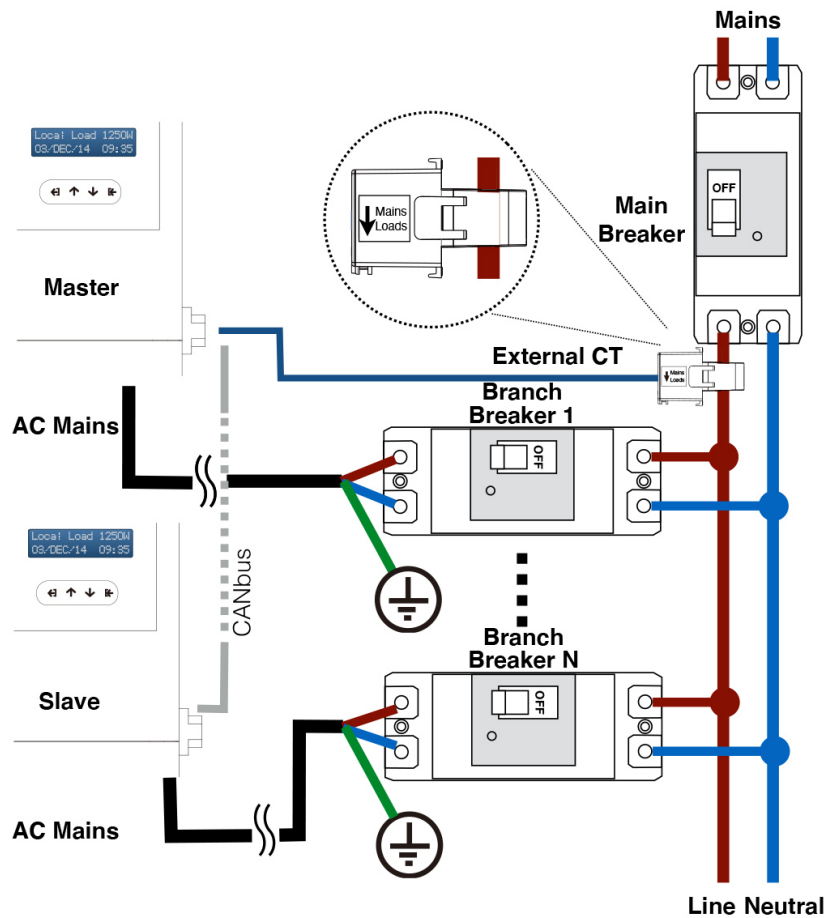 Mains
Local Load 1250W
03/DEC/14 09:35
Mains
Loads
OFF
Main
Breaker
Master
External CT
Mains
Loads
Branch
Breaker 1
AC Mains
OFF
Local Load 1250W
03/DEC/14 09:35
CANbus
Branch
Breaker N
Slave
OFF
AC Mains
Line Neutral